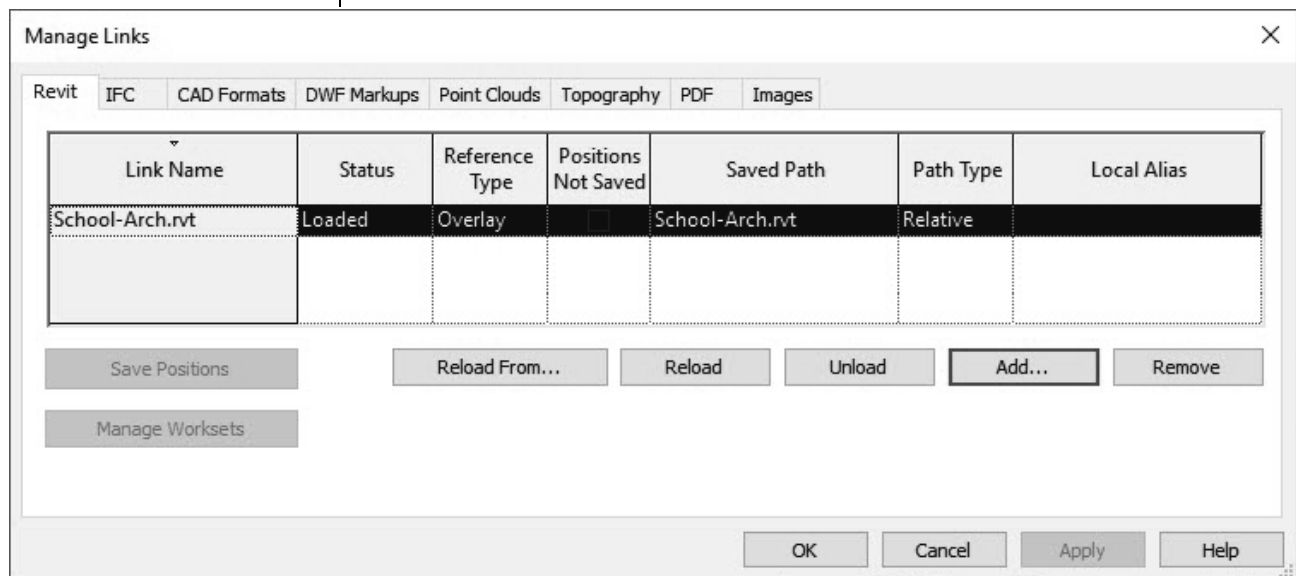 Manage Links
Revit IFC CAD Formats DWF Markups Point Clouds Topography PDF Images
Link Name Status Reference Type Positions Not Saved Saved Path Path Type Local Alias
School-Arch.rvt Loaded Overlay School-Arch.rvt Relative
Save Positions Reload From... Reload Unload Add... Remove
Manage Worksets
OK Cancel Apply Help